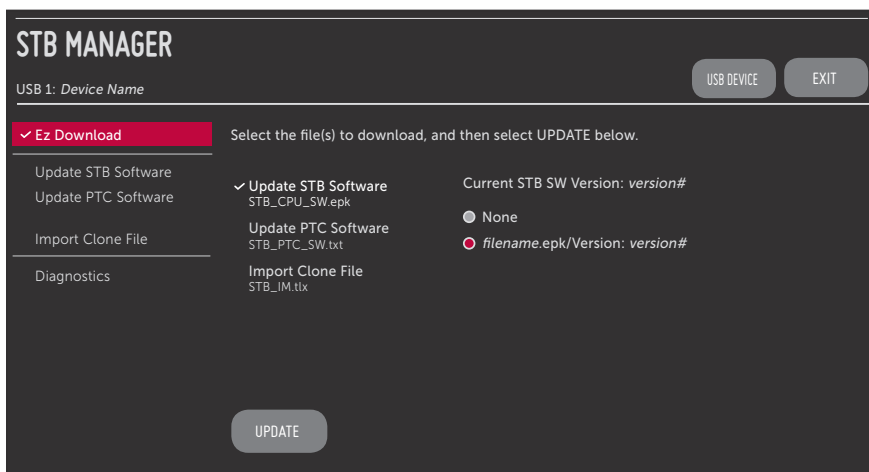 STB MANAGER
USB 1: Device Name
USB DEVICE
EXIT
✓ Ez Download
Update STB Software
Update PTC Software
Import Clone File
Diagnostics
Select the file(s) to download, and then select UPDATE below.
✓ Update STB Software
STB_CPU_SW.epk
Update PTC Software
STB_PTC_SW.txt
Import Clone File
STB_IM.tlx
Current STB SW Version: version#
None
filename.epk/Version: version#
UPDATE